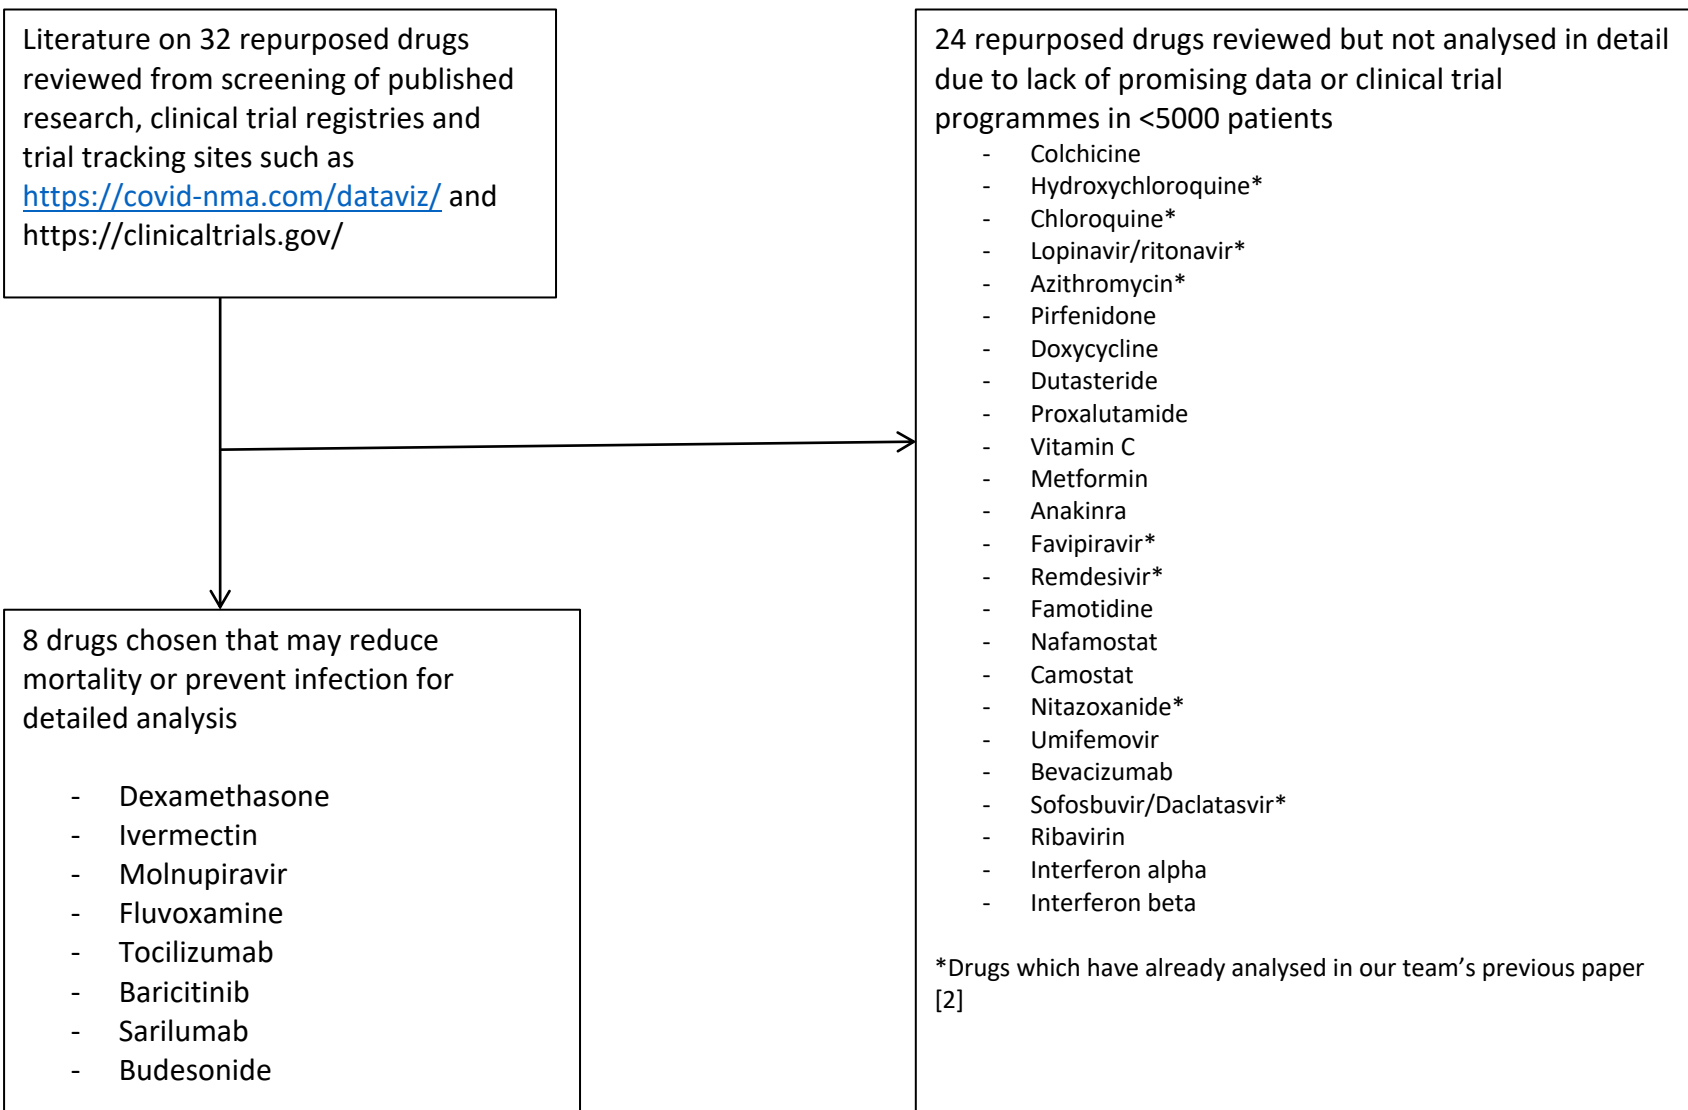 Literature on 32 repurposed drugs
reviewed from screening of published
research, clinical trial registries and
trial tracking sites such as
https://covid-nma.com/dataviz/ and
https://clinicaltrials.gov/
24 repurposed drugs reviewed but not analysed in detail
due to lack of promising data or clinical trial
programmes in <5000 patients
- Colchicine
- Hydroxychloroquine*
- Chloroquine*
- Lopinavir/ritonavir*
- Azithromycin*
- Pirfenidone
- Doxycycline
- Dutasteride
- Proxalutamide
- Vitamin C
- Metformin
- Anakinra
- Favipiravir*
- Remdesivir*
- Famotidine
- Nafamostat
- Camostat
- Nitazoxanide*
- Umifemovir
- Bevacizumab
- Sofosbuvir/Daclatasvir*
- Ribavirin
- Interferon alpha
- Interferon beta
*Drugs which have already analysed in our team’s previous paper
[2]
8 drugs chosen that may reduce
mortality or prevent infection for
detailed analysis
- Dexamethasone
- Ivermectin
- Molnupiravir
- Fluvoxamine
- Tocilizumab
- Baricitinib
- Sarilumab
- Budesonide